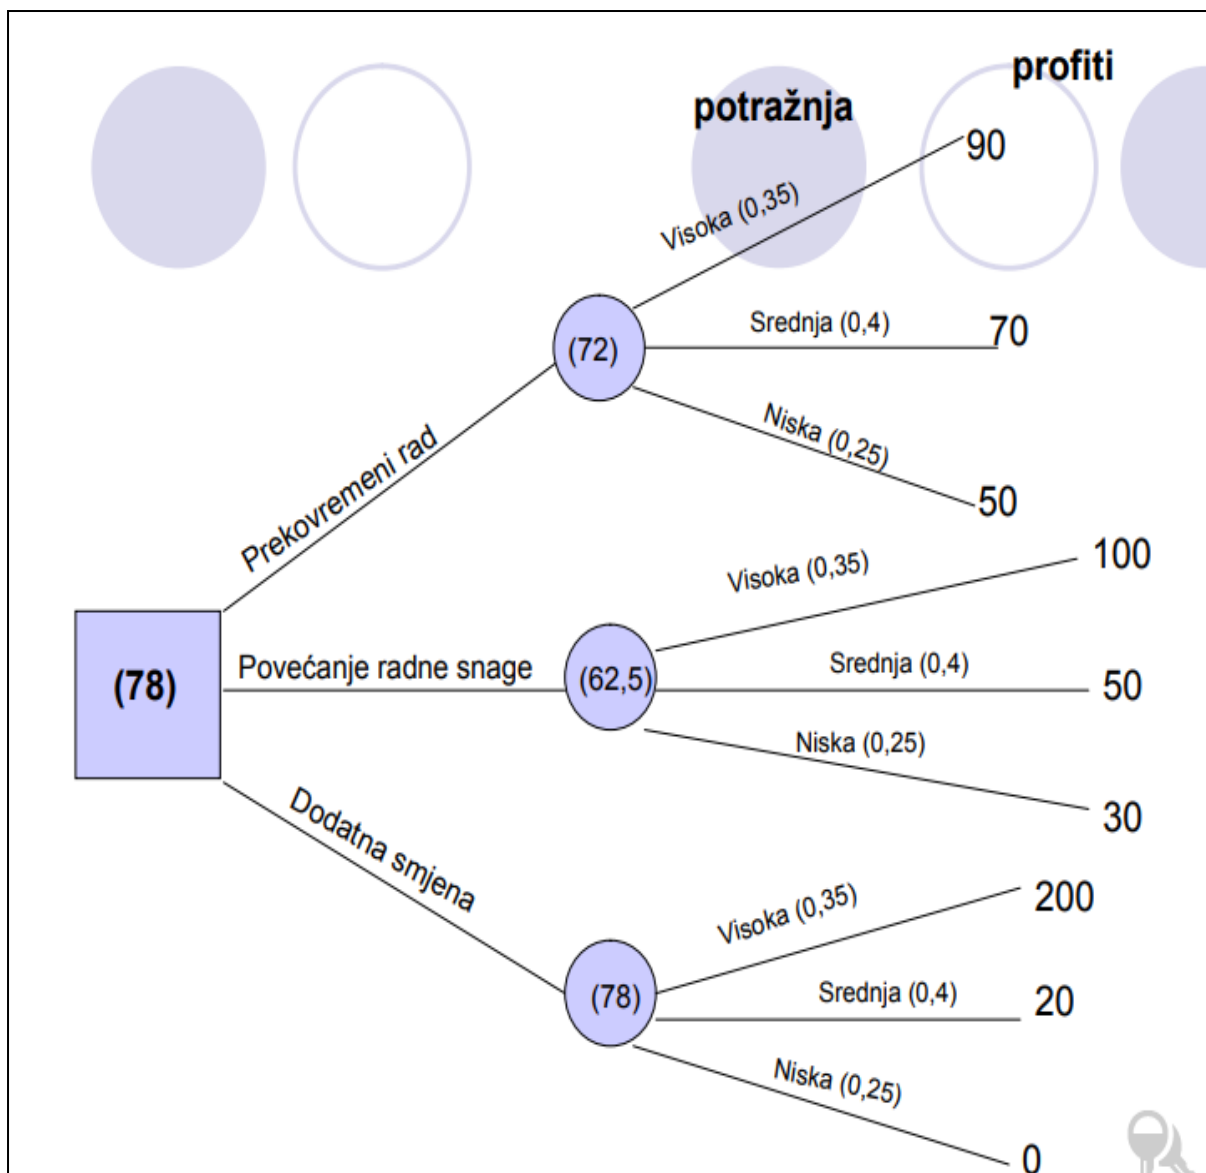 profiti
potražnja
90
Visoka (0,35)
Srednja (0,4)
70
(72)
Niska (0,25)
50
Prekovremeni rad
100
Visoka (0,35)
Povećanje radne snage
Srednja (0,4)
(78)
(62,5)
50
Niska (0,25)
30
Dodatna smjena
200
Visoka (0,35)
(78)
Srednja (0,4)
20
Niska (0,25)
0